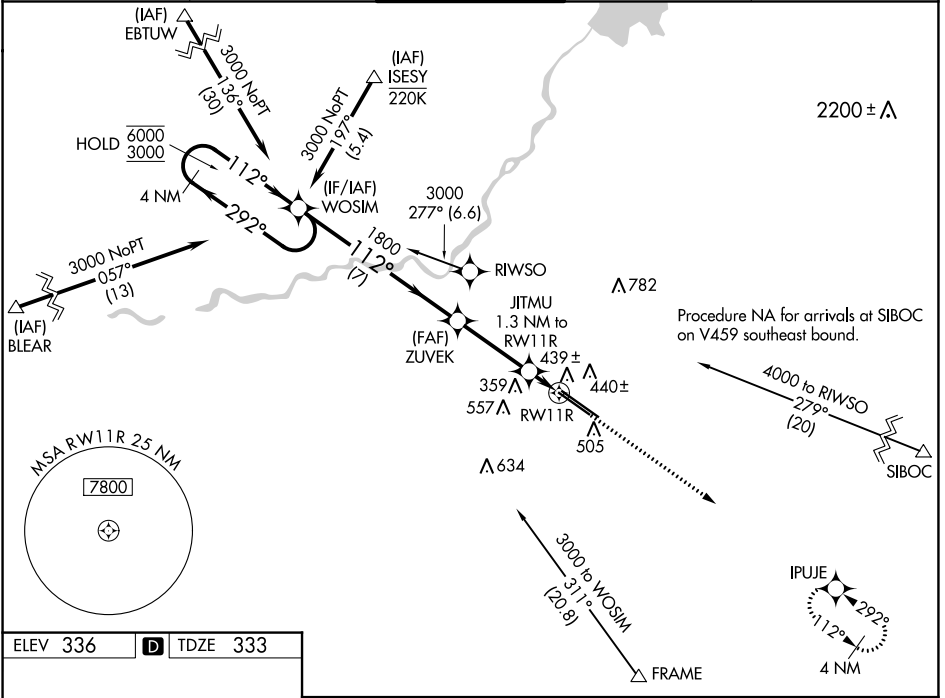 (IAF)
EBTUW
3000 NoPT
136°
(30)
(IAF)
ISESY
220K
3000 NoPT
197°
(5.4)
2200 ±
HOLD 6000
3000
4 NM
112°
292°
(IF/IAF)
WOSIM
3000
277° (6.6)
1800
RIWSO
112°
(7)
3000 NoPT
057°
(13)
(IAF)
BLEAR
782
JITMU
1.3 NM to
RW11R
(FAF)
ZUVEK
439 ±
440 ±
359
557
RW11R
505
634
Procedure NA for arrivals at SIBOC
on V459 southeast bound.
4000 to RIWSO
279°
(20)
SIBOC
MSA RW11R 25 NM
7800
3000 to WOSIM
311°
(20.8)
FRAME
IPUJE
292°
112°
4 NM
ELEV 336 D TDZE 333